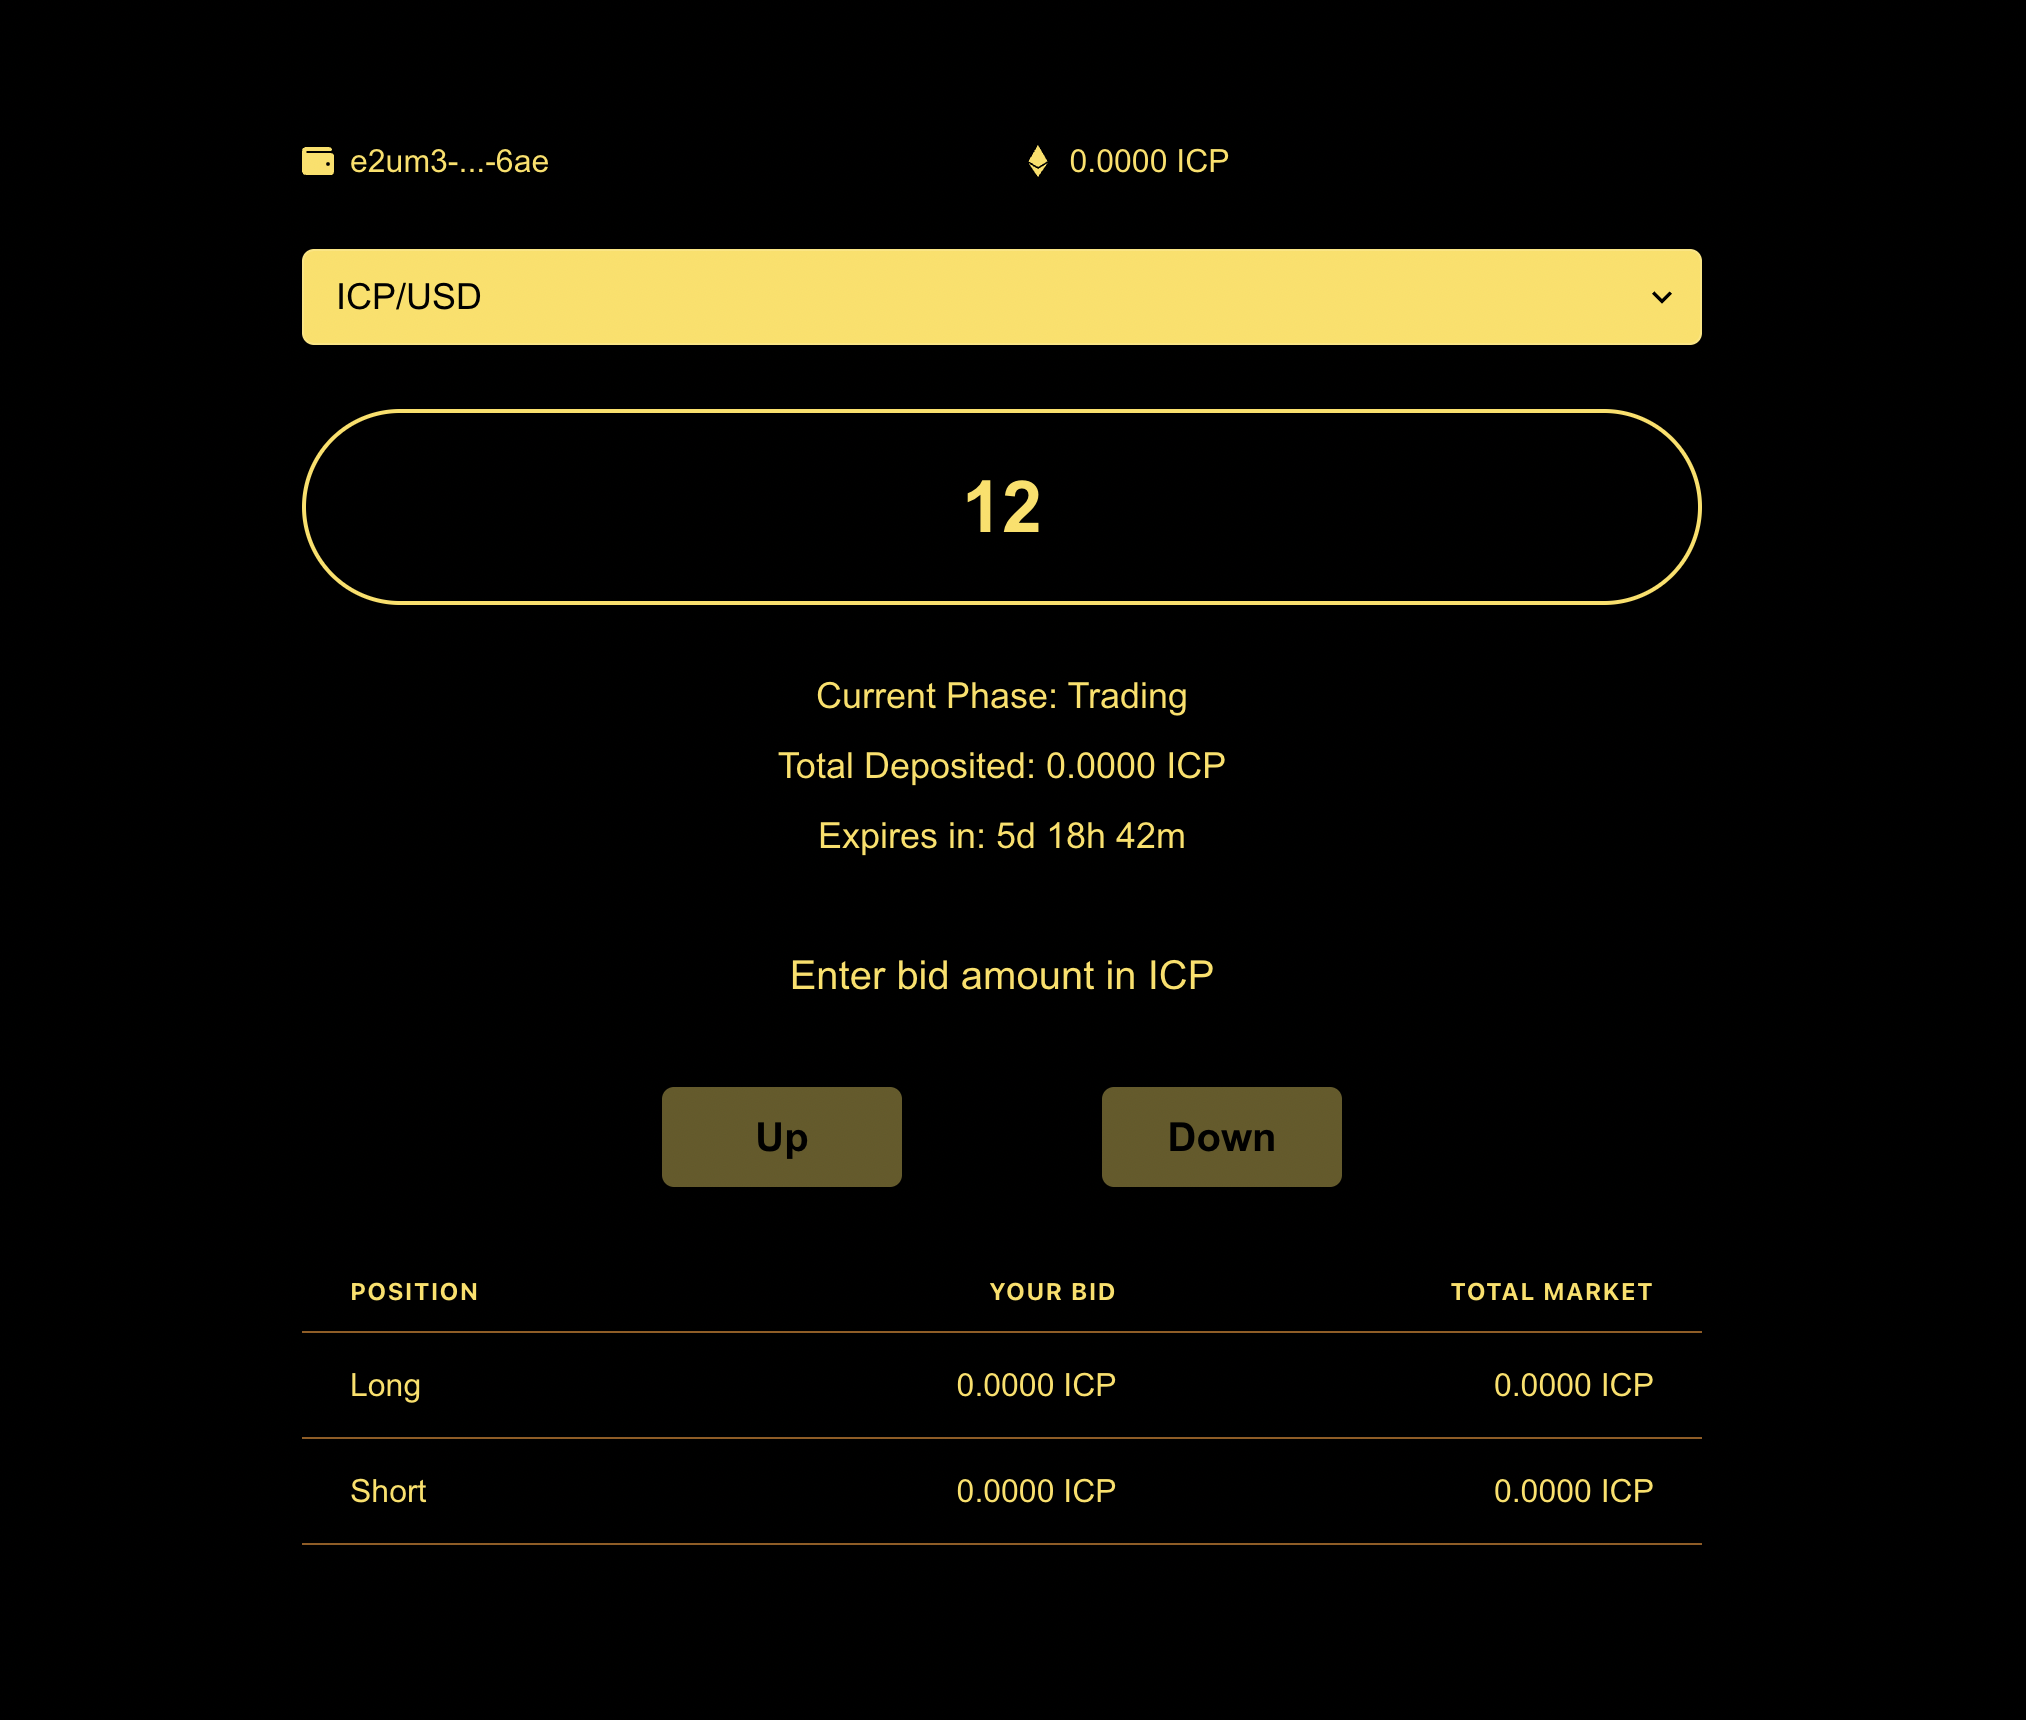 e2um3-...-6ae 0.0000 ICP
ICP/USD
12
Current Phase: Trading
Total Deposited: 0.0000 ICP
Expires in: 5d 18h 42m
Enter bid amount in ICP
Up Down
POSITION YOUR BID TOTAL MARKET
Long 0.0000 ICP 0.0000 ICP
Short 0.0000 ICP 0.0000 ICP